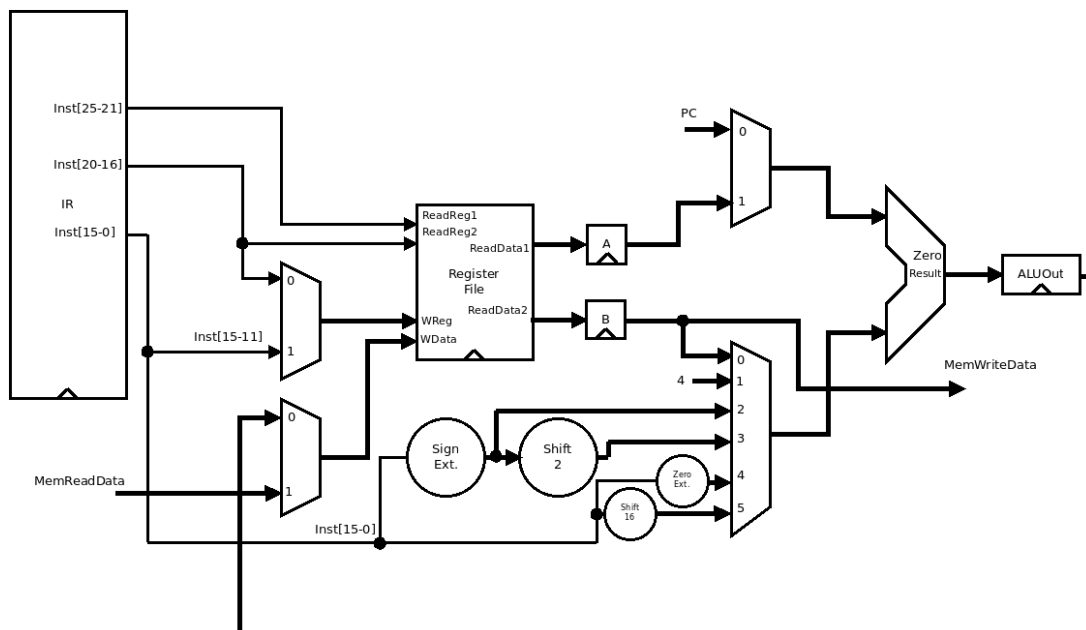 Inst[25-21]
Inst[20-16]
IR
Inst[15-0]
0
Inst[15-11]
1
0
MemReadData
1
Inst[15-0]
ReadReg1
ReadReg2
ReadData1
Register
File
ReadData2
WReg
WData
Sign
Ext.
Shift
2
A
B
PC
0
1
0
4
1
2
3
4
5
Zero
Ext.
Shift
16
Zero
Result
ALUOut
MemWriteData